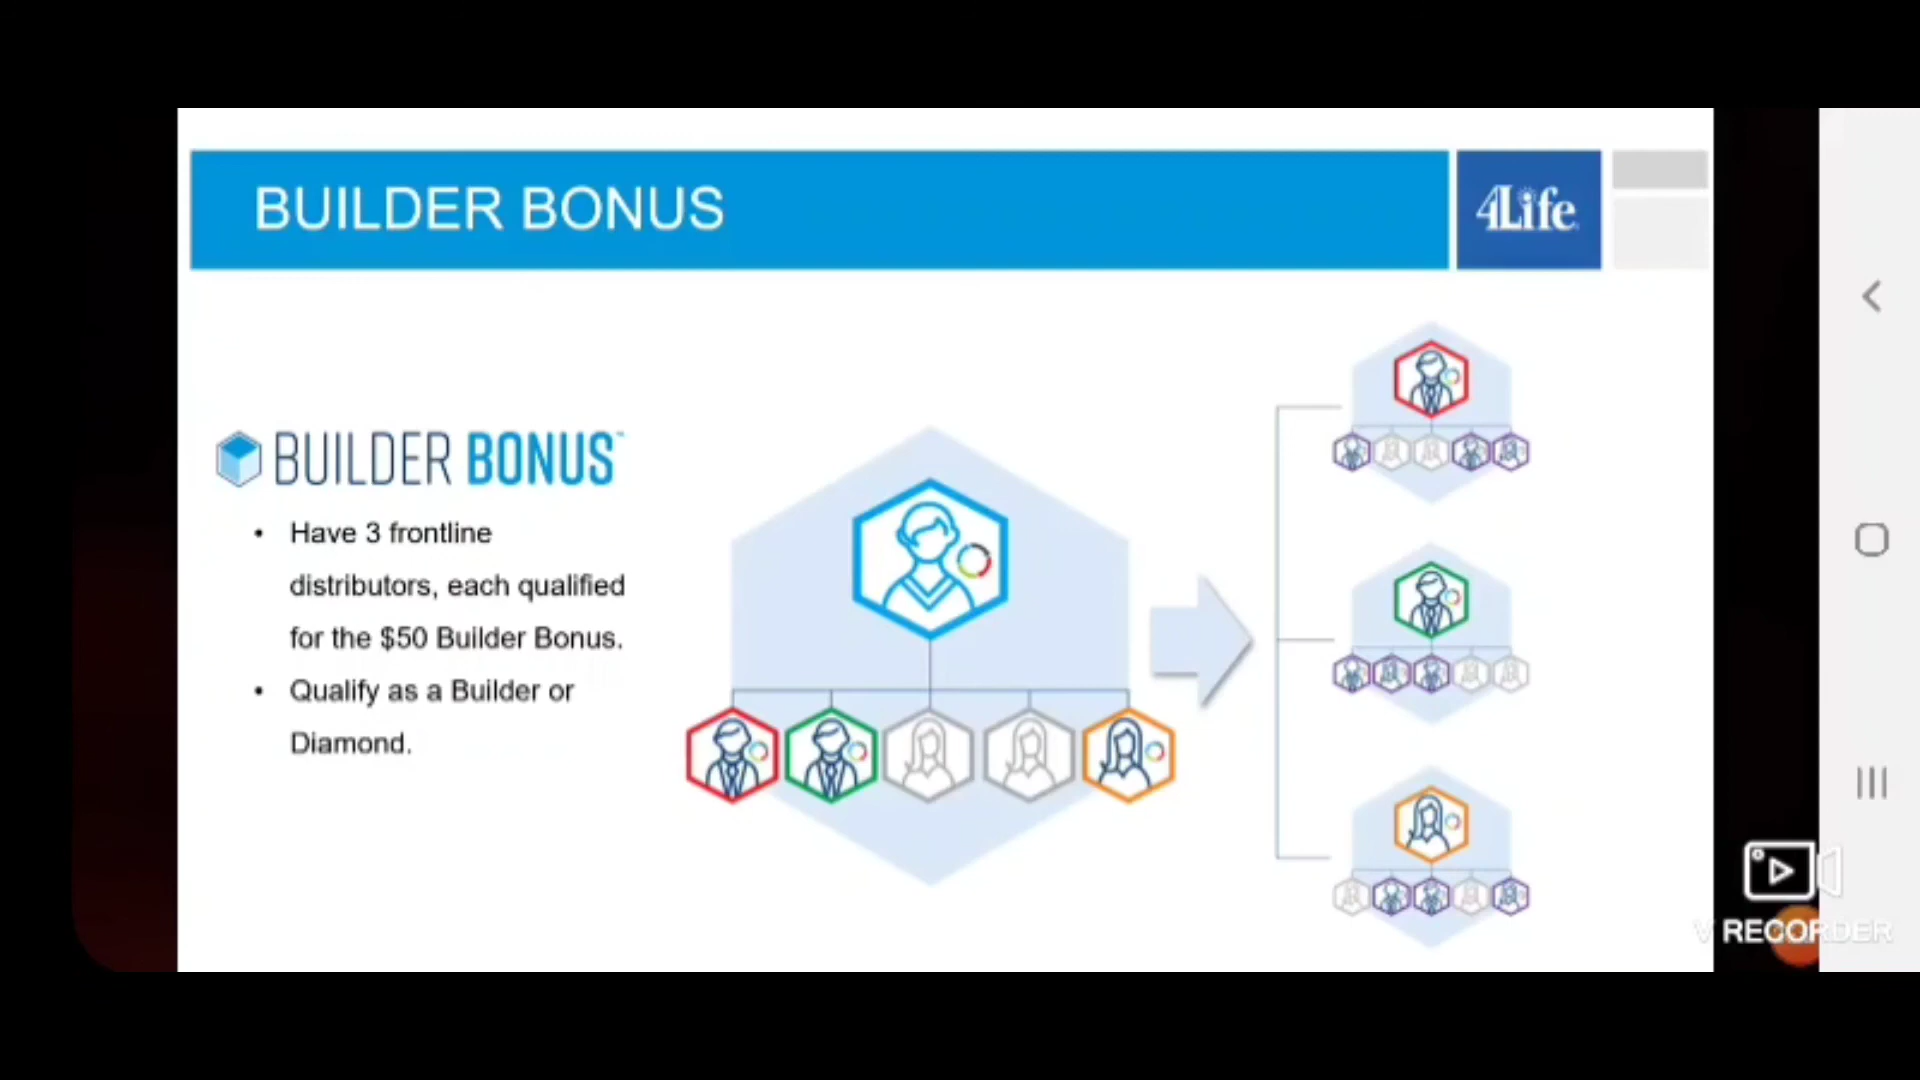 BUILDER BONUS
4Life
BUILDER BONUS™
• Have 3 frontline
distributors, each qualified
for the $50 Builder Bonus.
• Qualify as a Builder or
Diamond.
V RECORDER